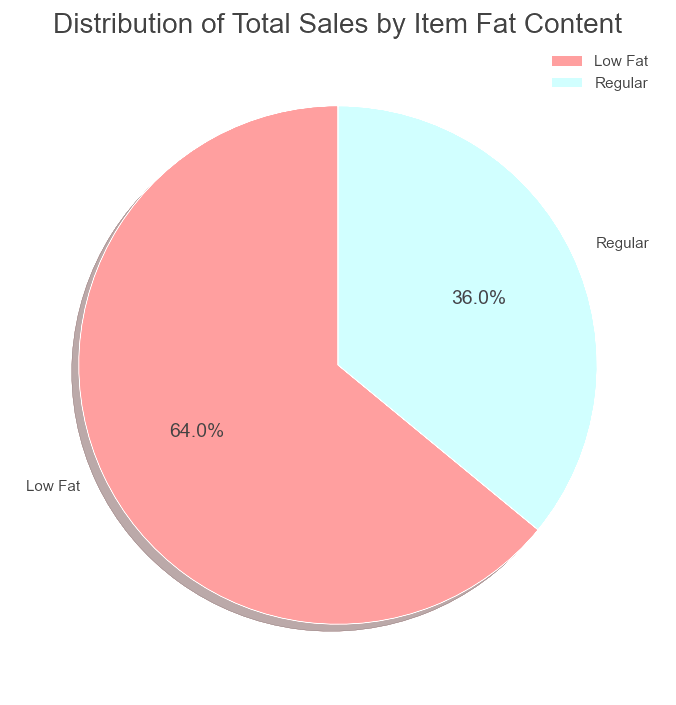 Distribution of Total Sales by Item Fat Content
Low Fat
Regular
Regular
36.0%
64.0%
Low Fat